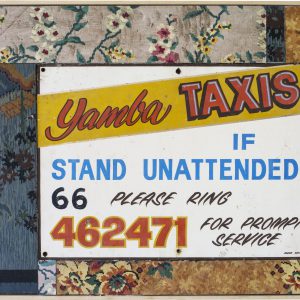 Yamba TAXIS
IF
STAND UNATTENDED
66 PLEASE RING
462471 FOR PROMPT
SERVICE